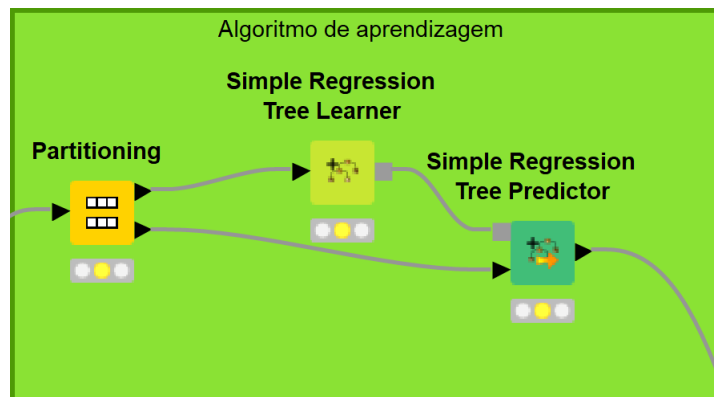 Algoritmo de aprendizagem
Simple Regression
Tree Learner
Partitioning
Simple Regression
Tree Predictor